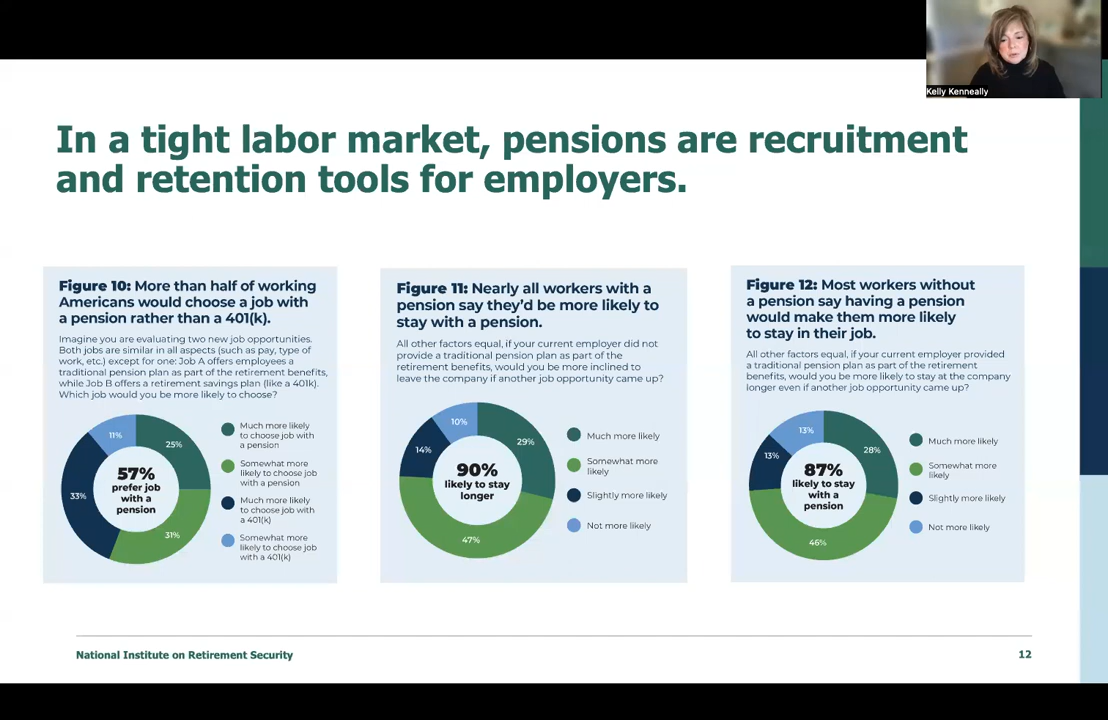 Kelly Kenneally
In a tight labor market, pensions are recruitment
and retention tools for employers.
Figure 10: More than half of working
Americans would choose a job with
a pension rather than a 401(k).
Imagine you are evaluating two new job opportunities.
Both jobs are similar in all aspects (such as pay, type of
work, etc.) except for one: Job A offers employees a
traditional pension plan as part of the retirement benefits,
while Job B offers a retirement savings plan (like a 401k).
Which job would you be more likely to choose?
11%
25%
33%
31%
57%
prefer job
with a
pension
Much more likely
to choose job with
a pension
Somewhat more
likely to choose job
with a pension
Much more likely
to choose job with
a 401(k)
Somewhat more
likely to choose job
with a 401(k)
Figure 11: Nearly all workers with a
pension say they'd be more likely to
stay with a pension.
All other factors equal, if your current employer did not
provide a traditional pension plan as part of the
retirement benefits, would you be more inclined to
leave the company if another job opportunity came up?
10%
29%
14%
47%
90%
likely to stay
longer
Much more likely
Somewhat more
likely
Slightly more likely
Not more likely
Figure 12: Most workers without
a pension say having a pension
would make them more likely
to stay in their job.
All other factors equal, if your current employer provided
a traditional pension plan as part of the retirement
benefits, would you be more likely to stay at the company
longer even if another job opportunity came up?
13%
28%
13%
46%
87%
likely to stay
with a
pension
Much more likely
Somewhat more
likely
Slightly more likely
Not more likely
National Institute on Retirement Security
12